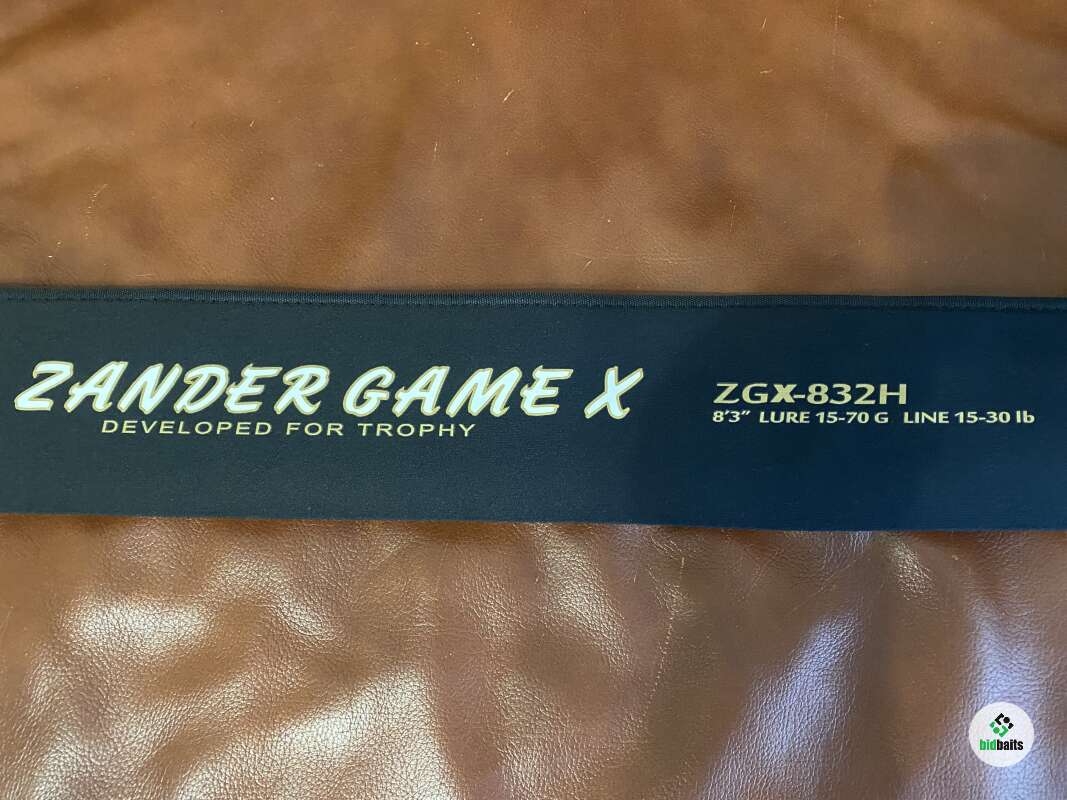 ZANDER GAME X
DEVELOPED FOR TROPHY
ZGX-832H
8'3" LURE 15-70 G LINE 15-30 lb
bidbaits